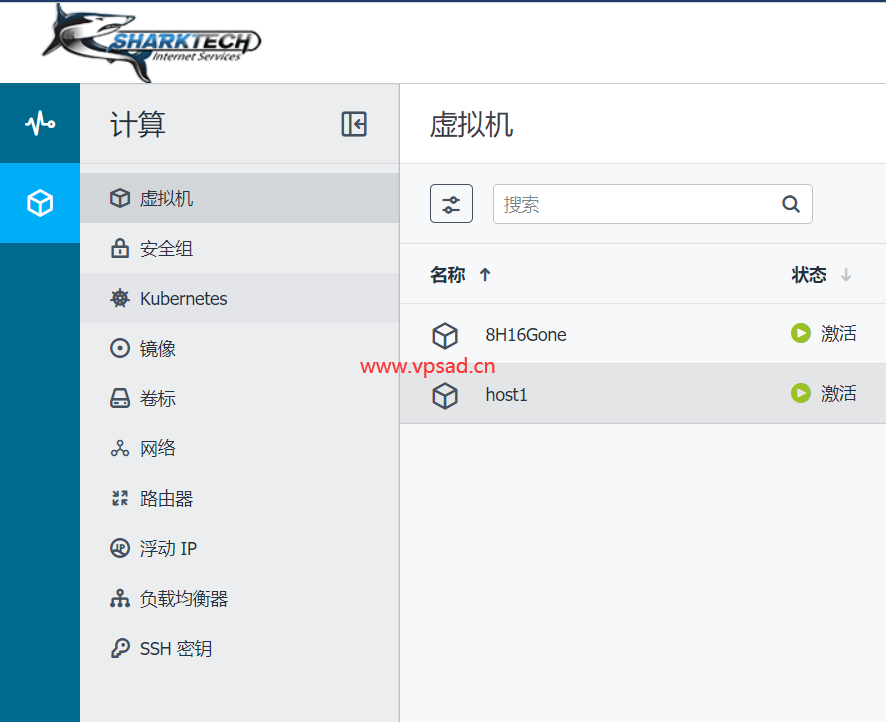 SHARKTECH
Internet Services
计算
虚拟机
安全组
Kubernetes
镜像
卷标
网络
路由器
浮动 IP
负载均衡器
SSH 密钥
虚拟机
搜索
名称
状态
8H16Gone
激活
www.vpsad.cn
host1
激活